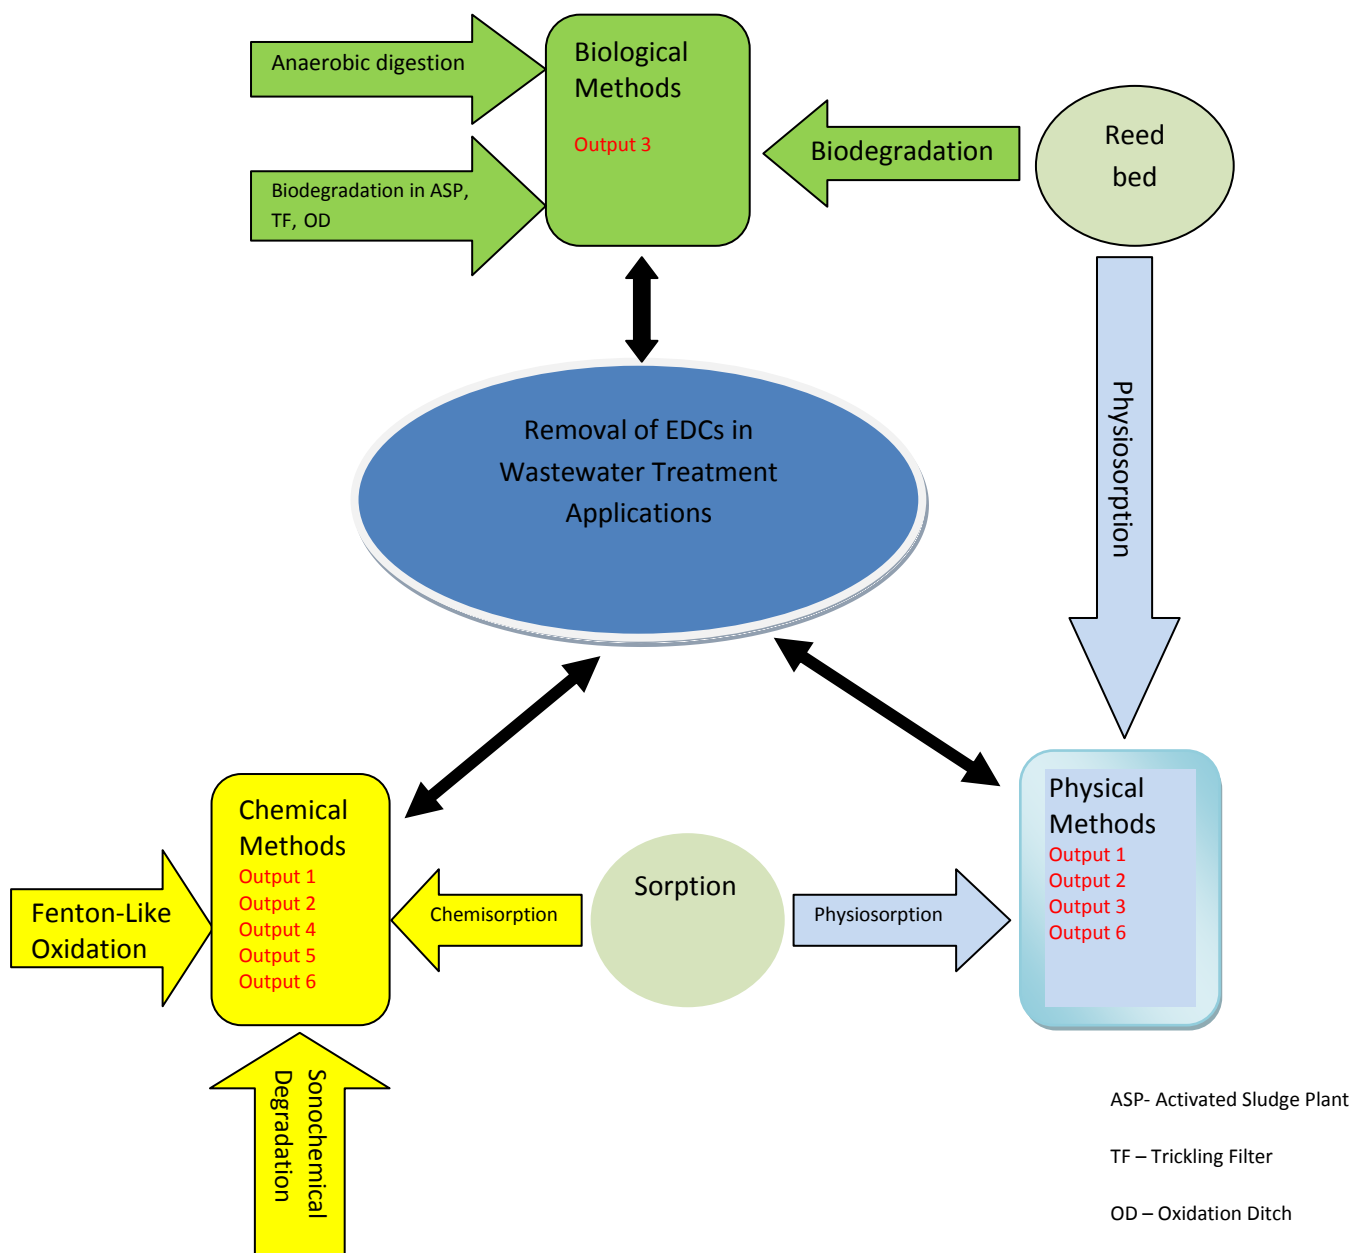 Anaerobic digestion
Biological
Methods
Output 3
Biodegradation in ASP,
TF, OD
Biodegradation
Reed
bed
Physiosorption
Removal of EDCs in
Wastewater Treatment
Applications
Chemical
Methods
Output 1
Output 2
Output 4
Output 5
Output 6
Fenton-Like
Oxidation
Chemisorption
Sorption
Physiosorption
Physical
Methods
Output 1
Output 2
Output 3
Output 6
Sonochemical
Degradation
ASP- Activated Sludge Plant
TF – Trickling Filter
OD – Oxidation Ditch